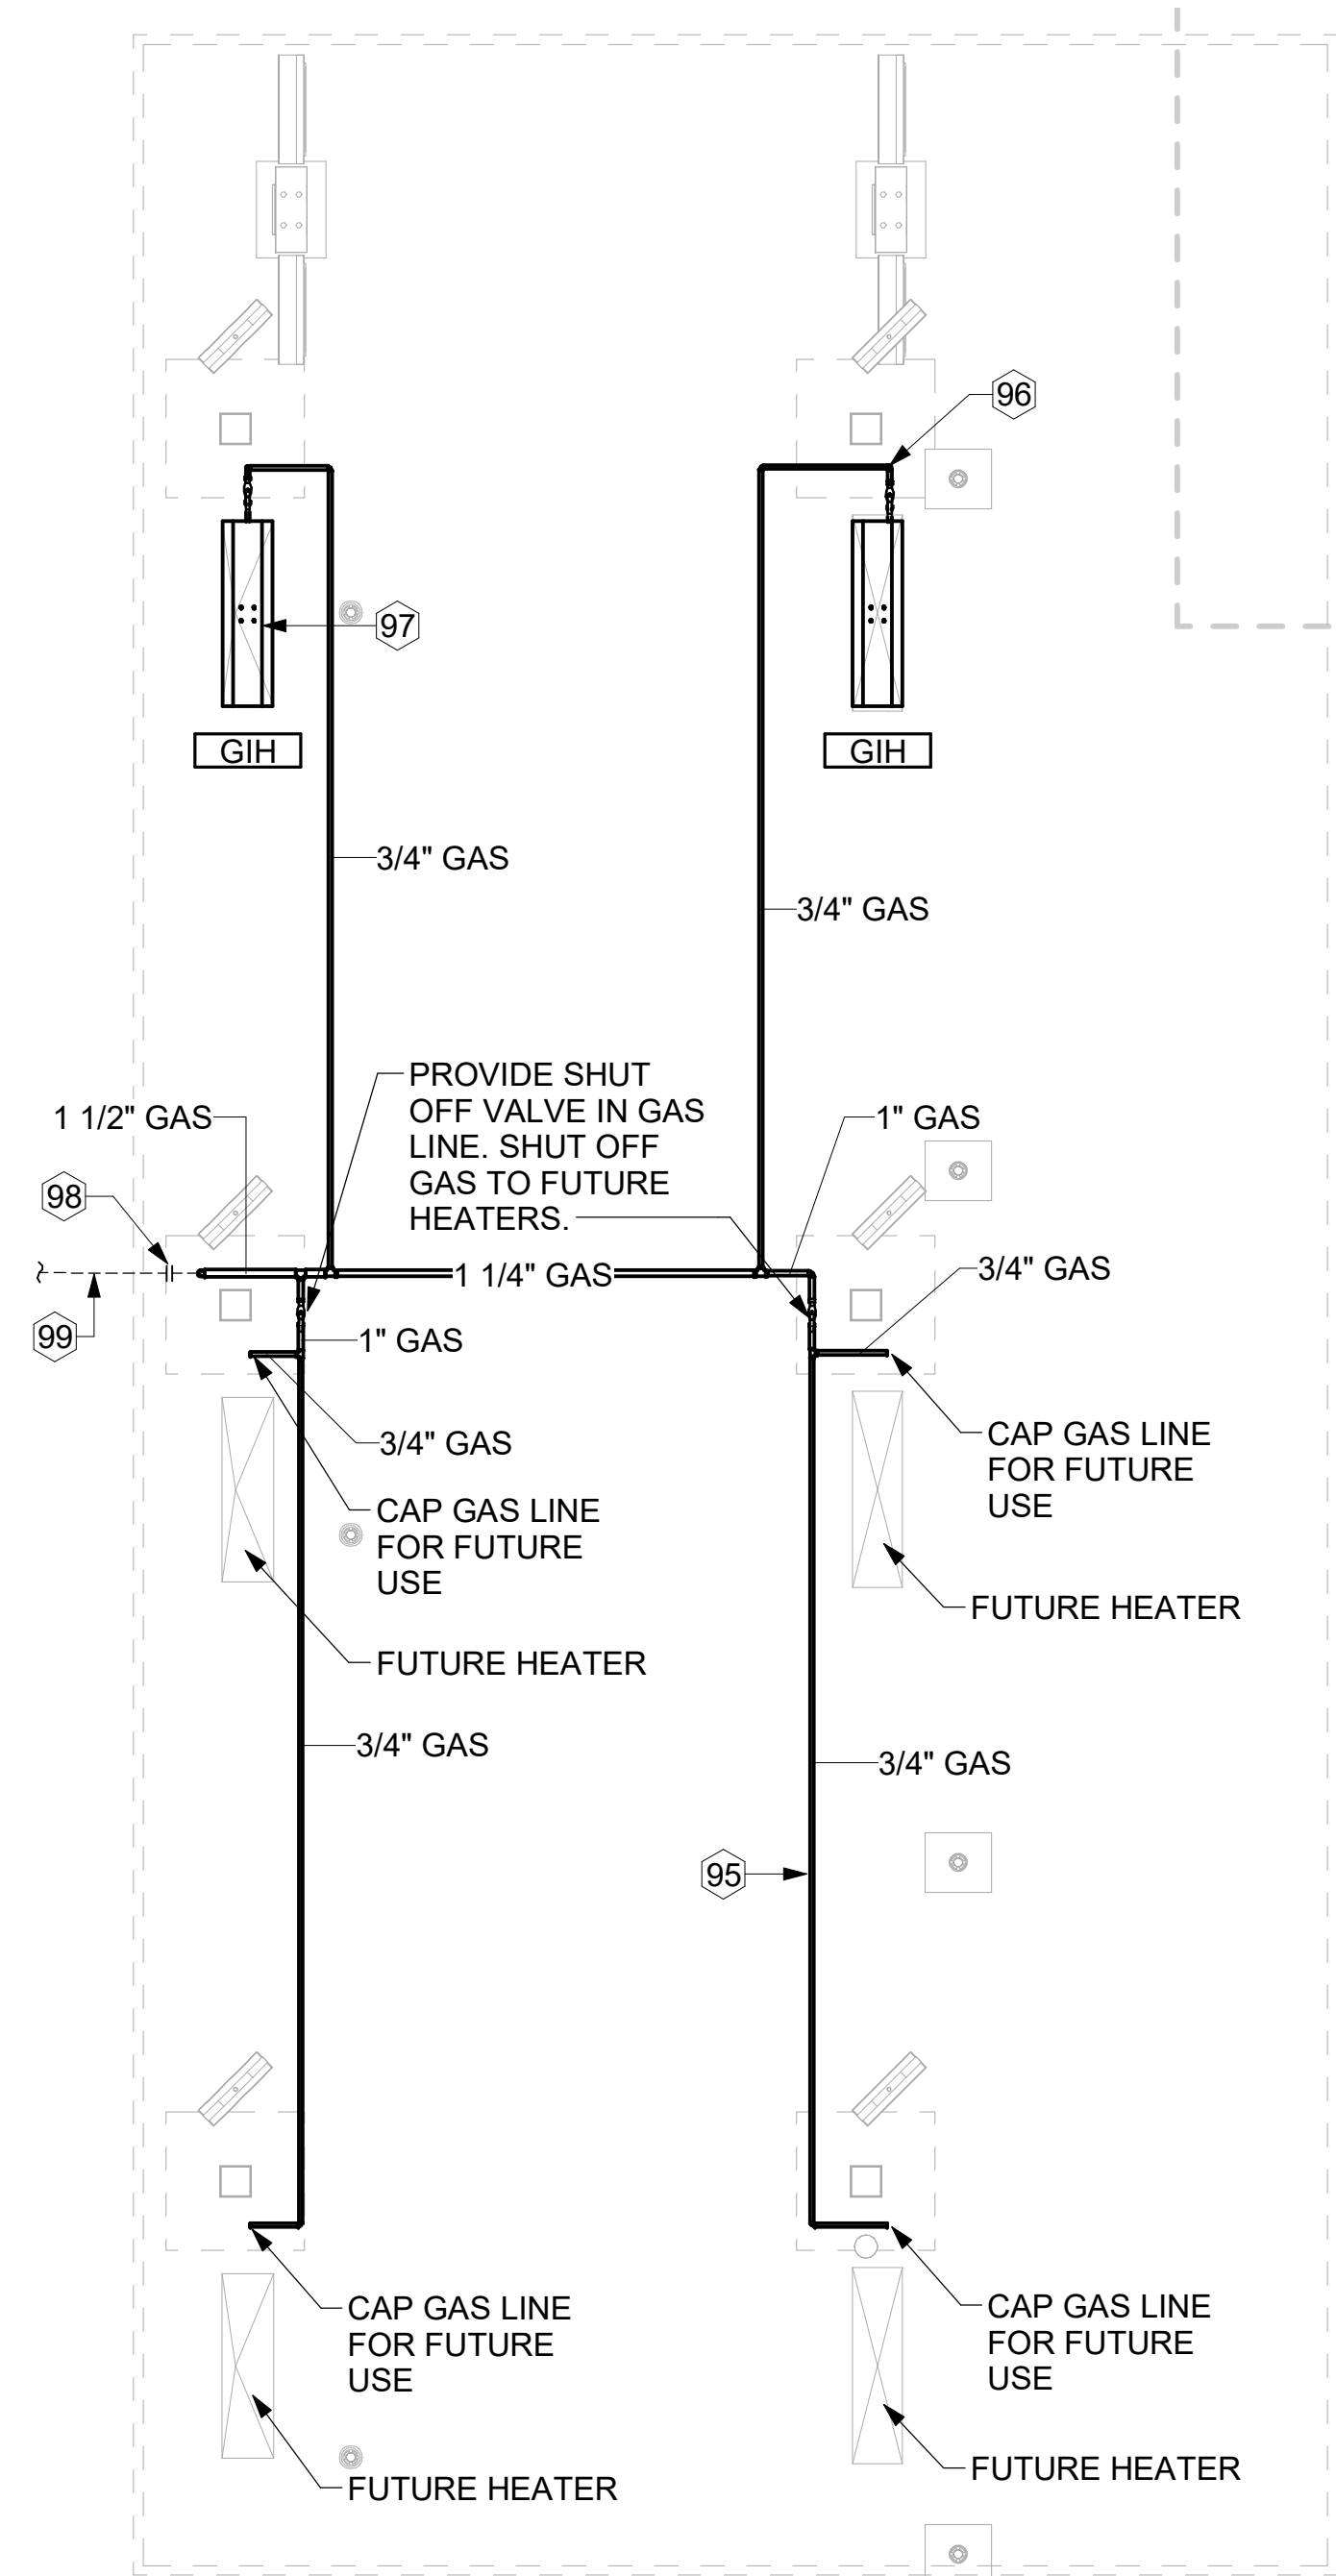 96
97
GIH
GIH
3/4" GAS
3/4" GAS
PROVIDE SHUT
OFF VALVE IN GAS
LINE. SHUT OFF
GAS TO FUTURE
HEATERS.
1 1/2" GAS
1" GAS
98
3/4" GAS
1 1/4" GAS
99
1" GAS
3/4" GAS
CAP GAS LINE
FOR FUTURE
USE
CAP GAS LINE
FOR FUTURE
USE
FUTURE HEATER
FUTURE HEATER
3/4" GAS
3/4" GAS
95
CAP GAS LINE
FOR FUTURE
USE
CAP GAS LINE
FOR FUTURE
USE
FUTURE HEATER
FUTURE HEATER